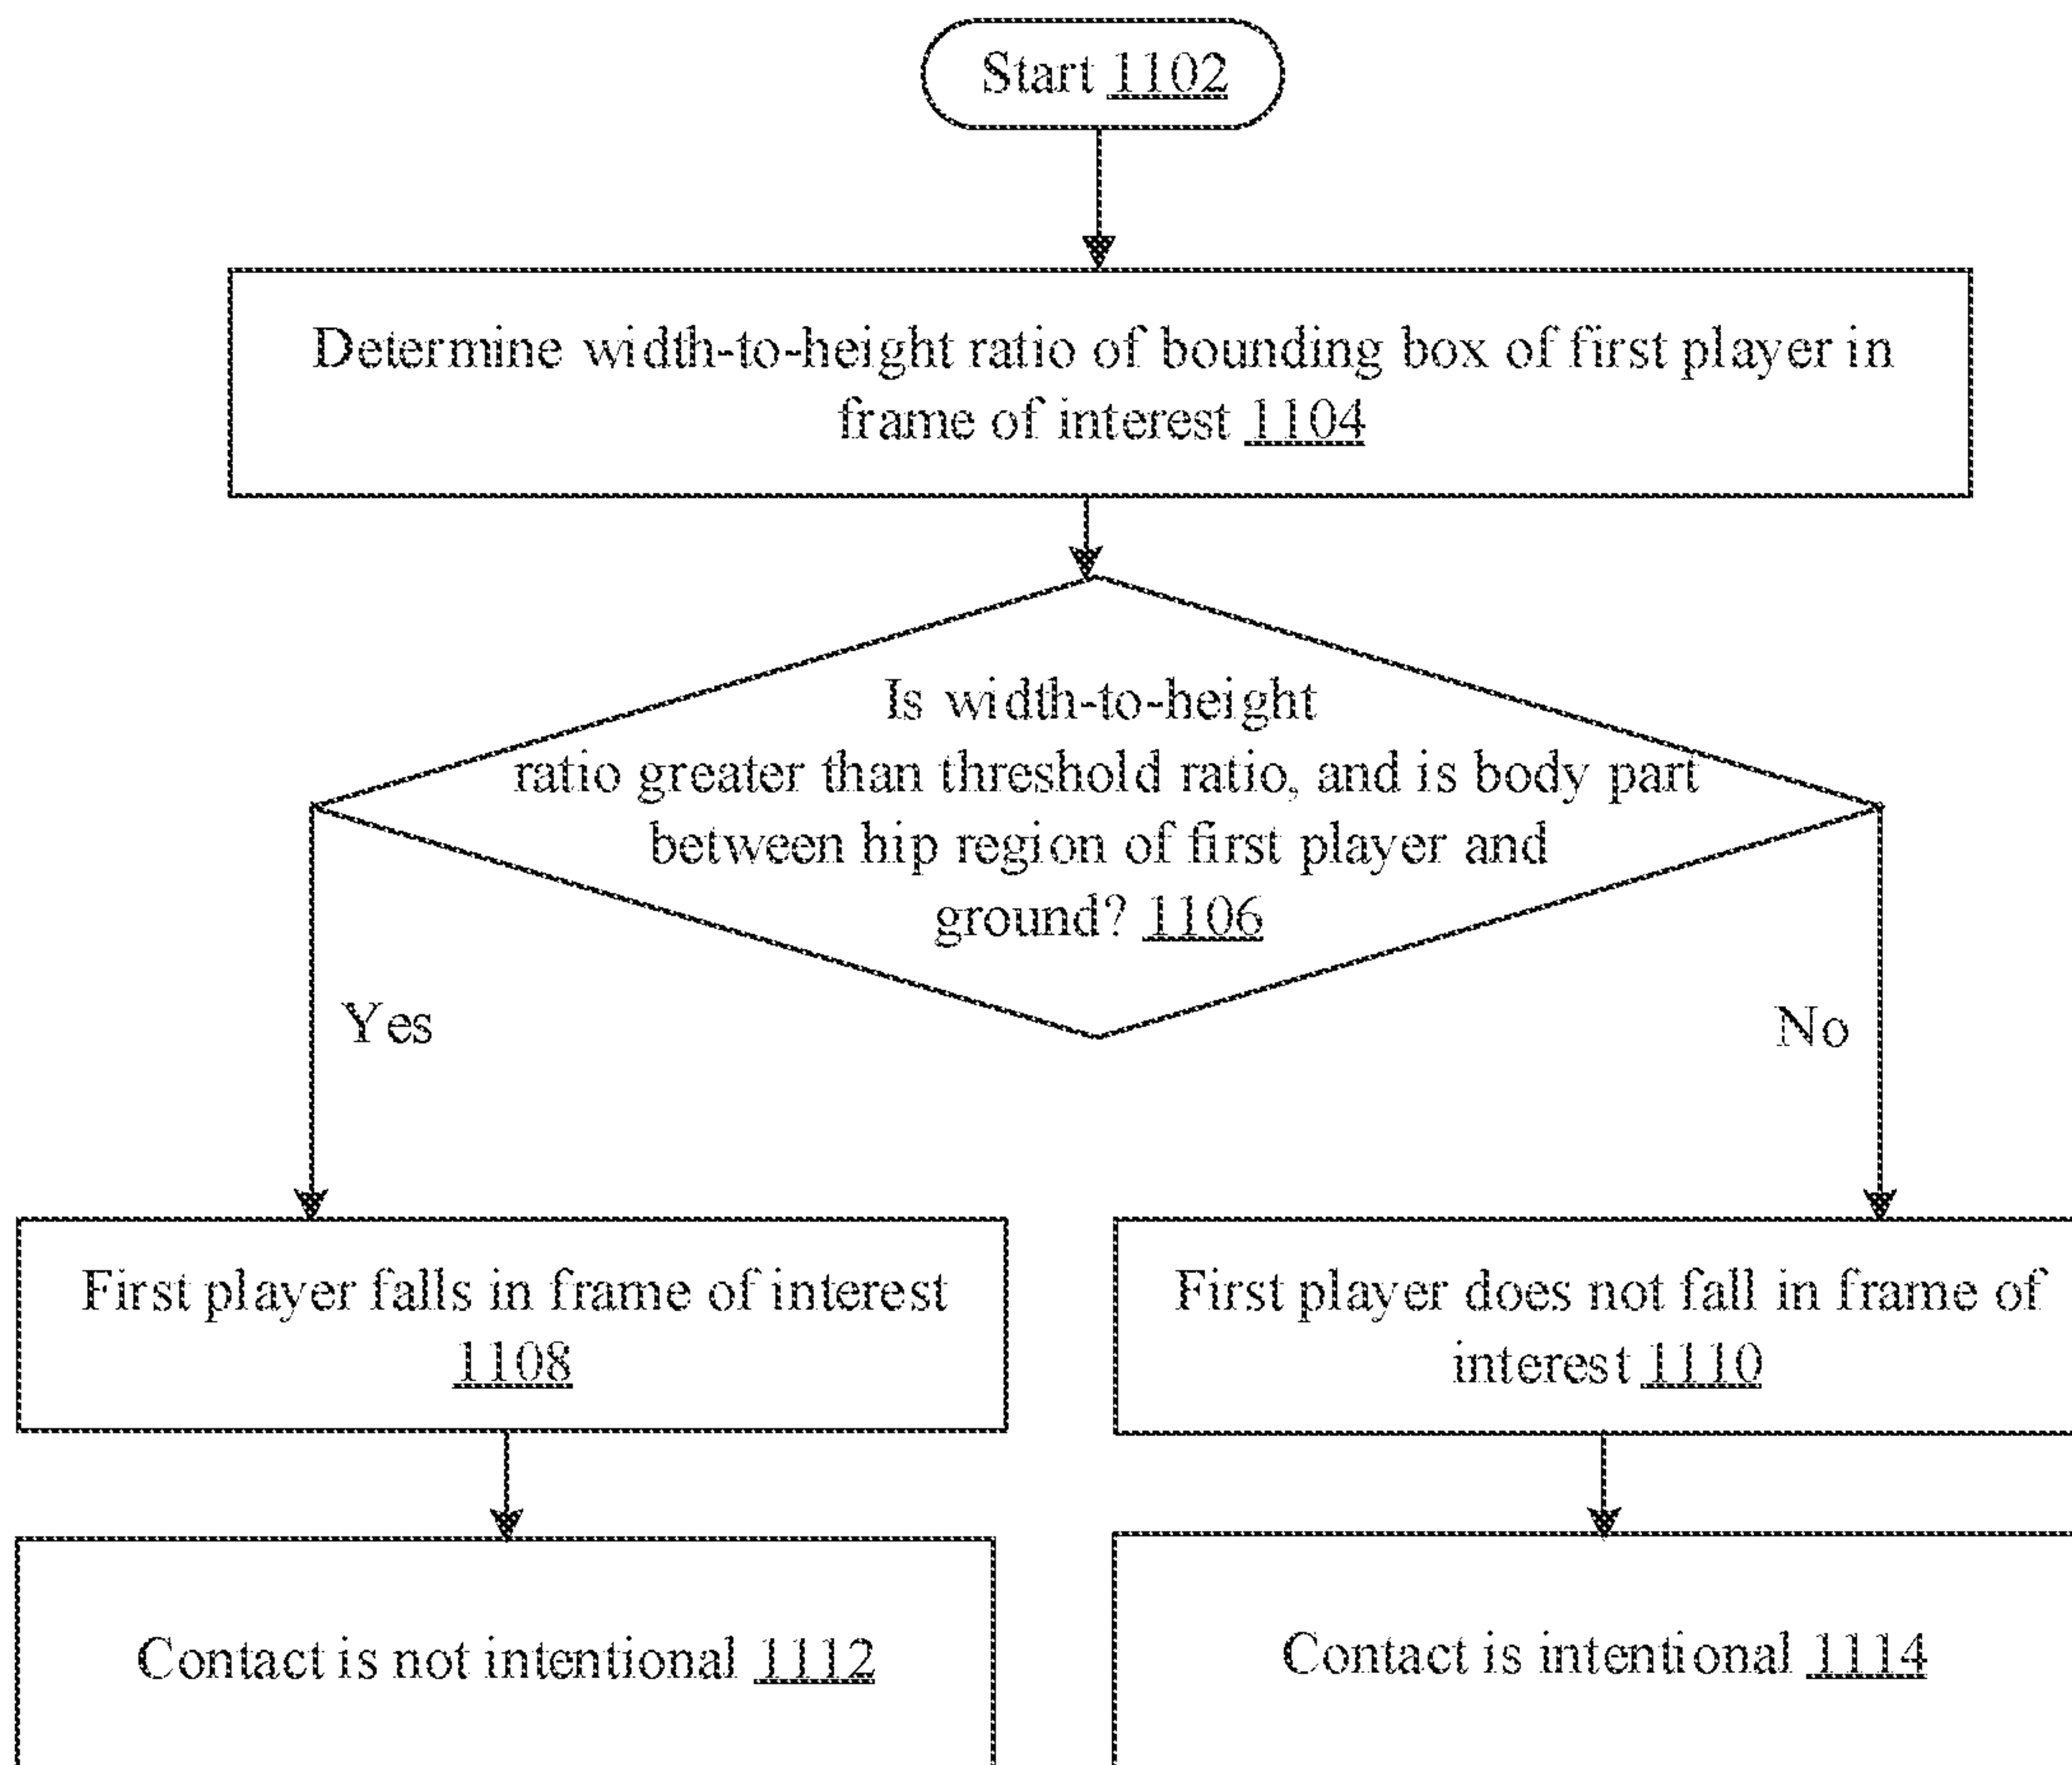 Start 1102
Determine width-to-height ratio of bounding box of first player in
frame of interest 1104
Is width-to-height
ratio greater than threshold ratio, and is body part
between hip region of first player and
ground? 1106
Yes
No
First player falls in frame of interest
1108
First player does not fall in frame of
interest 1110
Contact is not intentional 1112
Contact is intentional 1114